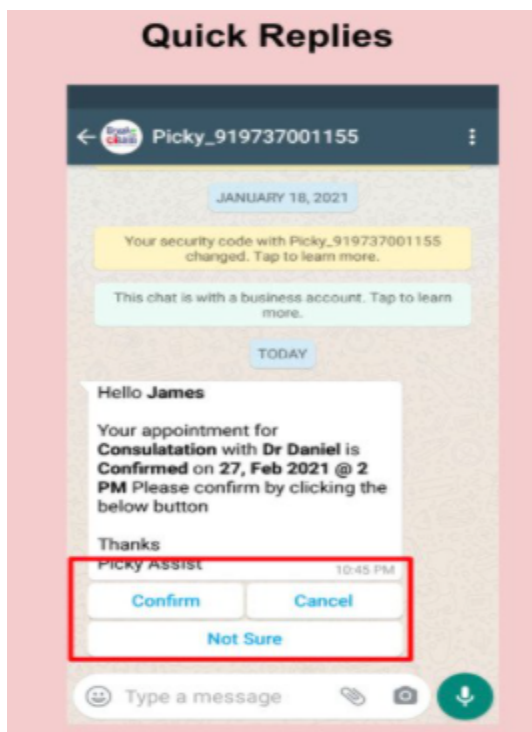 Quick Replies
Picky_919737001155
JANUARY 18, 2021
Your security code with Picky_919737001155
changed. Tap to learn more.
This chat is with a business account. Tap to learn
more.
TODAY
Hello James
Your appointment for
Consulatation with Dr Daniel is
Confirmed on 27, Feb 2021 @ 2
PM Please confirm by clicking the
below button
Thanks
Picky Assist
10:45 PM
Confirm Cancel
Not Sure
Type a message